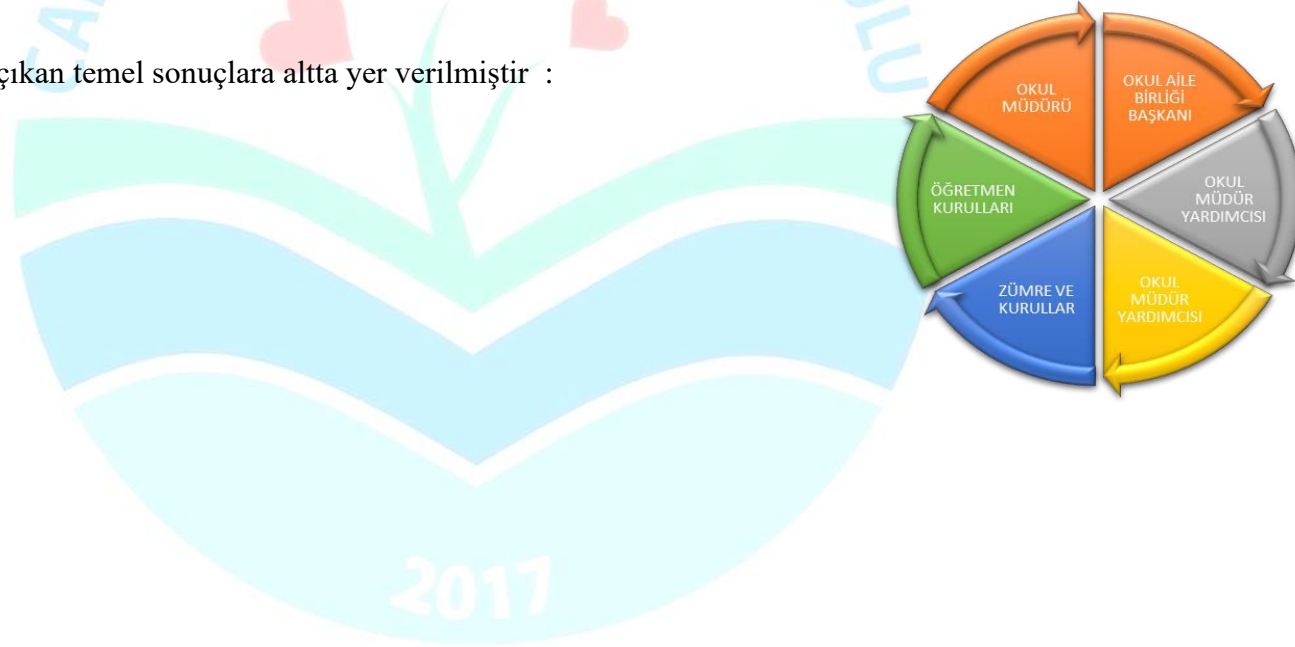 çıkan temel sonuçlara altta yer verilmiştir :
OKUL
MÜDÜRÜ
OKUL AİLE
BİRLİĞİ
BAŞKANI
OKUL
MÜDÜR
YARDIMCISI
OKUL
MÜDÜR
YARDIMCISI
ZÜMRE VE
KURULLAR
ÖĞRETMEN
KURULLARI
2017